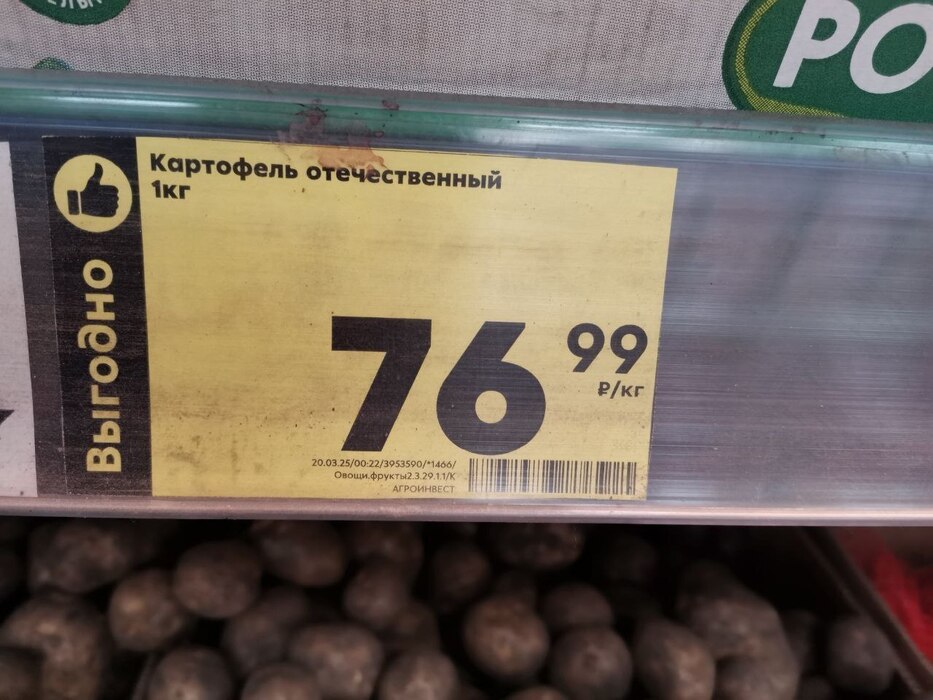 РО
Картофель отечественный
1кг
Выгодно
76 99
₽/кг
20.03.25/00:22/3953590/*1466/
Овощи.фрукты2.3.29.1.1/К
АГРОИНВЕСТ